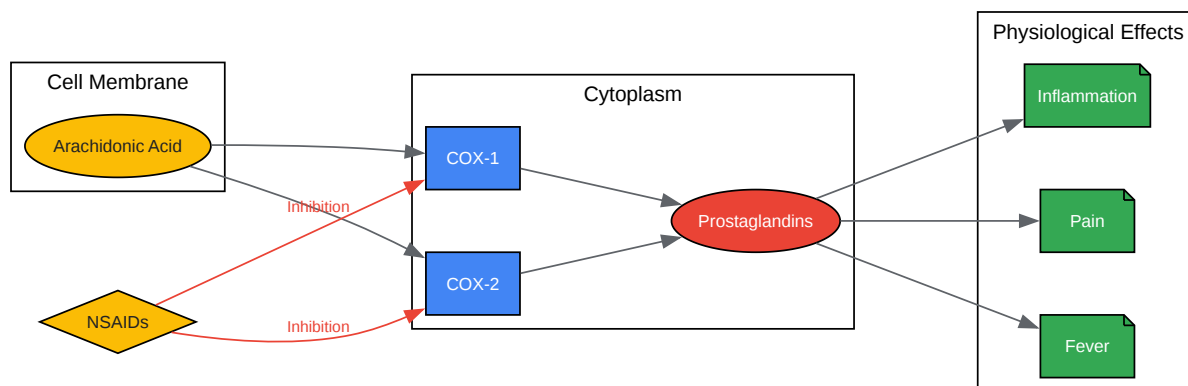 Physiological Effects
Cell Membrane
Cytoplasm
Inflammation
Arachidonic Acid
COX-1
Inhibition
Prostaglandins
Pain
COX-2
NSAIDs
Inhibition
Fever